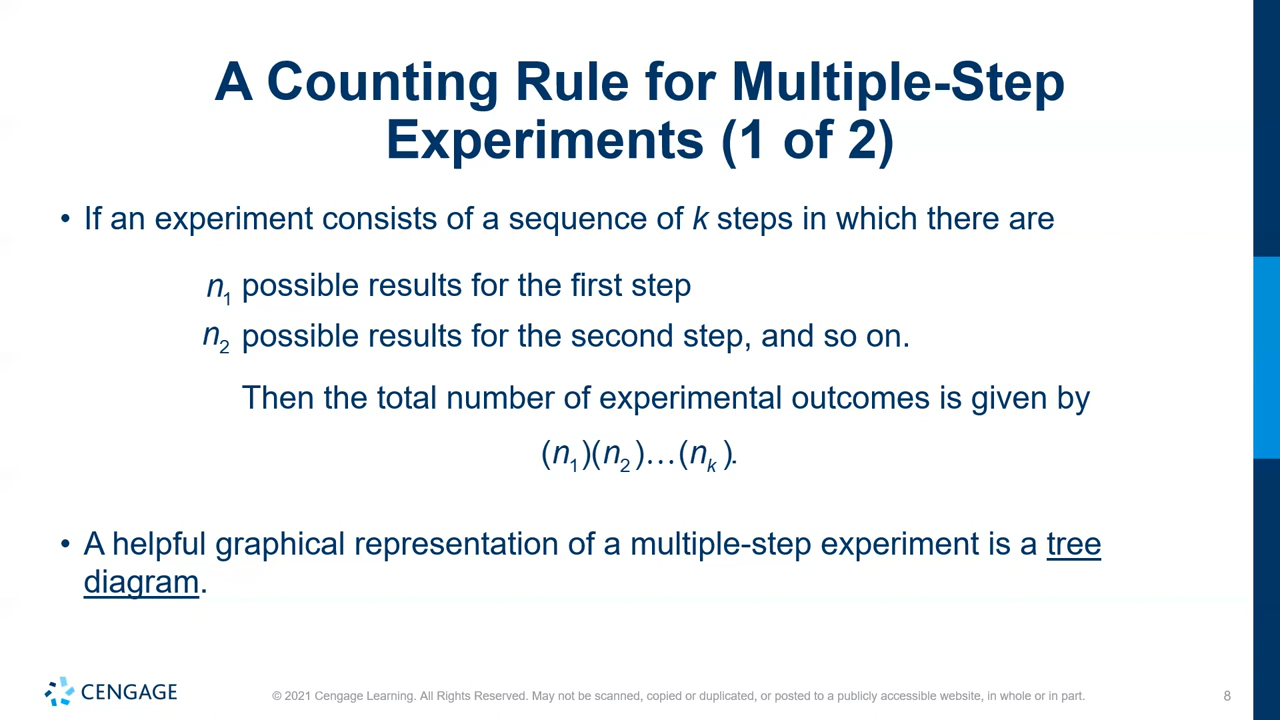 A Counting Rule for Multiple-Step
Experiments (1 of 2)
• If an experiment consists of a sequence of k steps in which there are
n₁ possible results for the first step
n₂ possible results for the second step, and so on.
Then the total number of experimental outcomes is given by
(n₁)(n₂)…(nₖ).
• A helpful graphical representation of a multiple-step experiment is a tree
diagram.
CENGAGE
© 2021 Cengage Learning. All Rights Reserved. May not be scanned, copied or duplicated, or posted to a publicly accessible website, in whole or in part.
8